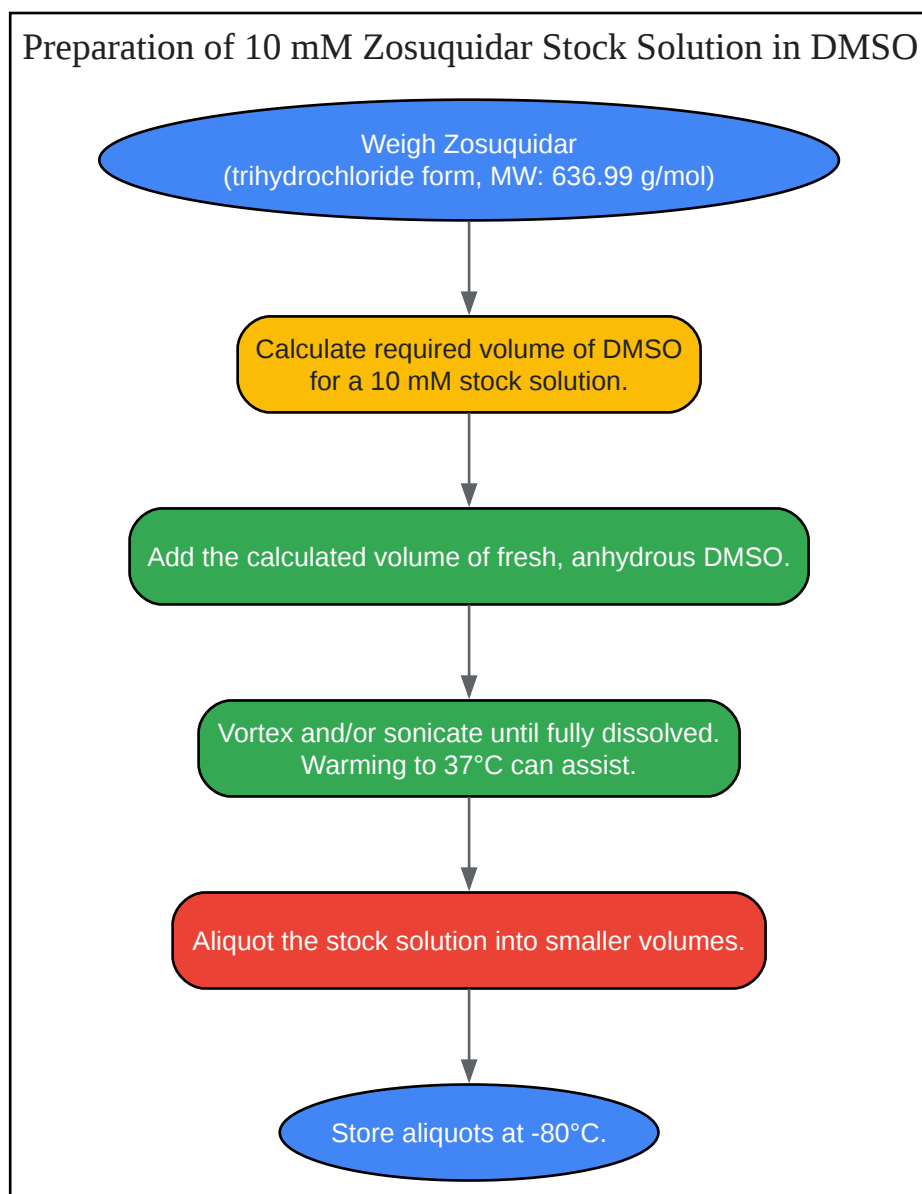 Preparation of 10 mM Zosuquidar Stock Solution in DMSO
Weigh Zosuquidar
(trihydrochloride form, MW: 636.99 g/mol)
Calculate required volume of DMSO
for a 10 mM stock solution.
Add the calculated volume of fresh, anhydrous DMSO.
Vortex and/or sonicate until fully dissolved.
Warming to 37°C can assist.
Aliquot the stock solution into smaller volumes.
Store aliquots at -80°C.